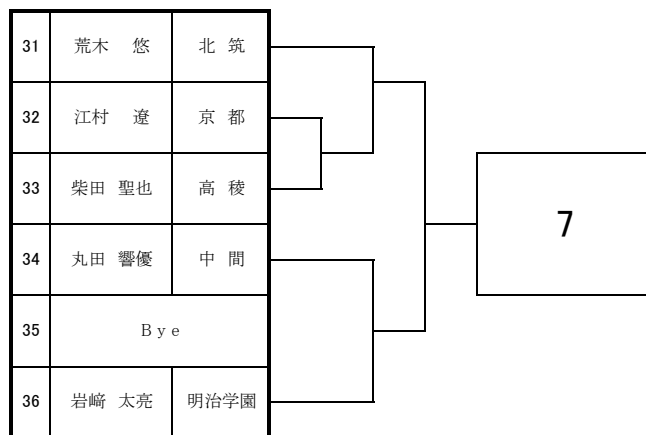 31 荒木　悠 北 筑
32 江村　遼 京 都
33 柴田 聖也 高 稜
34 丸田 響優 中 間
7
35 Ｂｙｅ
36 岩﨑 太亮 明治学園